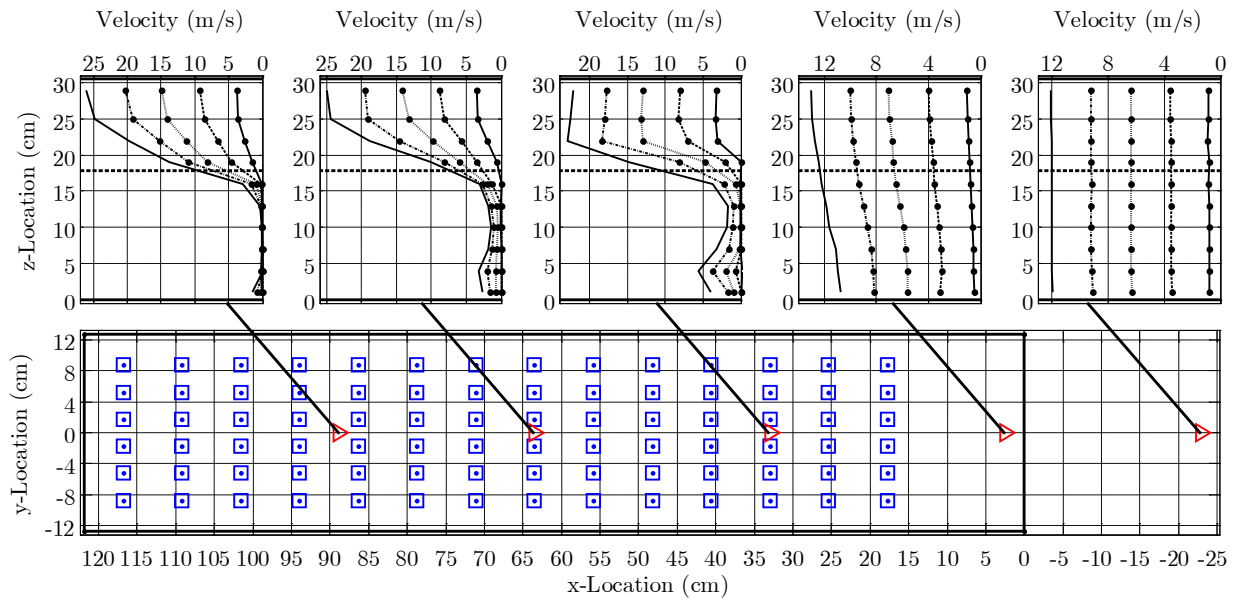 Velocity (m/s) Velocity (m/s) Velocity (m/s) Velocity (m/s) Velocity (m/s)
25 20 15 10 5 0 25 20 15 10 5 0 20 15 10 5 0 12 8 4 0 12 8 4 0
30 30 30 30 30
25 25 25 25 25
20 20 20 20 20
15 15 15 15 15
10 10 10 10 10
5 5 5 5 5
0 0 0 0 0
z-Location (cm)
12
8
4
0
-4
-8
-12
y-Location (cm)
120 115 110 105 100 95 90 85 80 75 70 65 60 55 50 45 40 35 30 25 20 15 10 5 0 -5 -10 -15 -20 -25
x-Location (cm)